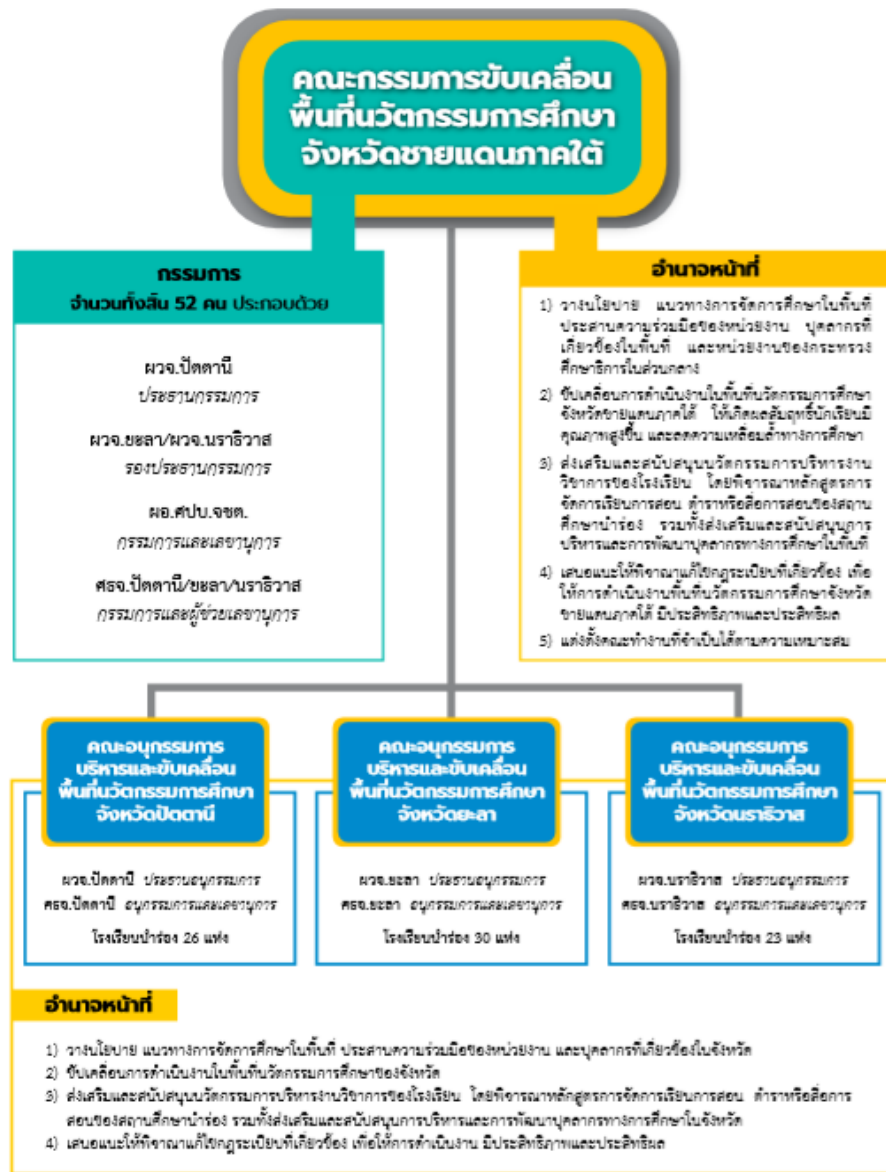 คณะกรรมการขับเคลื่อน
พื้นที่นวัตกรรมการศึกษา
จังหวัดชายแดนภาคใต้
กรรมการ
จำนวนทั้งสิ้น 52 คน ประกอบด้วย
ผวจ.ปัตตานี
ประธานกรรมการ
ผวจ.ยะลา/ผวจ.นราธิวาส
รองประธานกรรมการ
ผอ.ศปบ.จชต.
กรรมการและเลขานุการ
ศธจ.ปัตตานี/ยะลา/นราธิวาส
กรรมการและผู้ช่วยเลขานุการ
อำนาจหน้าที่
1) วางนโยบาย แนวทางการจัดการศึกษาในพื้นที่
ประสานความร่วมมือของหน่วยงาน บุคลากรที่
เกี่ยวข้องในพื้นที่ และหน่วยงานของกระทรวง
ศึกษาธิการในส่วนกลาง
2) ขับเคลื่อนการดำเนินงานในพื้นที่นวัตกรรมการศึกษา
จังหวัดชายแดนภาคใต้ ให้เกิดผลสัมฤทธิ์นักเรียนมี
คุณภาพสูงขึ้น และลดความเหลื่อมล้ำทางการศึกษา
3) ส่งเสริมและสนับสนุนนวัตกรรมการบริหารงาน
วิชาการของโรงเรียน โดยพิจารณาหลักสูตรการ
จัดการเรียนการสอน ตำราหรือสื่อการสอนของสถาน
ศึกษานำร่อง รวมทั้งส่งเสริมและสนับสนุนการ
บริหารและการพัฒนาบุคลากรทางการศึกษาในพื้นที่
4) เสนอแนะให้พิจาณาแก้ไขกฎระเบียบที่เกี่ยวข้อง เพื่อ
ให้การดำเนินงานพื้นที่นวัตกรรมการศึกษาจังหวัด
ชายแดนภาคใต้ มีประสิทธิภาพและประสิทธิผล
5) แต่งตั้งคณะทำงานที่จำเป็นได้ตามความเหมาะสม
คณะอนุกรรมการ
บริหารและขับเคลื่อน
พื้นที่นวัตกรรมการศึกษา
จังหวัดปัตตานี
ผวจ.ปัตตานี ประธานอนุกรรมการ
ศธจ.ปัตตานี อนุกรรมการและเลขานุการ
โรงเรียนนำร่อง 26 แห่ง
คณะอนุกรรมการ
บริหารและขับเคลื่อน
พื้นที่นวัตกรรมการศึกษา
จังหวัดยะลา
ผวจ.ยะลา ประธานอนุกรรมการ
ศธจ.ยะลา อนุกรรมการและเลขานุการ
โรงเรียนนำร่อง 30 แห่ง
คณะอนุกรรมการ
บริหารและขับเคลื่อน
พื้นที่นวัตกรรมการศึกษา
จังหวัดนราธิวาส
ผวจ.นราธิวาส ประธานอนุกรรมการ
ศธจ.นราธิวาส อนุกรรมการและเลขานุการ
โรงเรียนนำร่อง 23 แห่ง
อำนาจหน้าที่
1) วางนโยบาย แนวทางการจัดการศึกษาในพื้นที่ ประสานความร่วมมือของหน่วยงาน และบุคลากรที่เกี่ยวข้องในจังหวัด
2) ขับเคลื่อนการดำเนินงานในพื้นที่นวัตกรรมการศึกษาของจังหวัด
3) ส่งเสริมและสนับสนุนนวัตกรรมการบริหารงานวิชาการของโรงเรียน โดยพิจารณาหลักสูตรการจัดการเรียนการสอน ตำราหรือสื่อการ
สอนของสถานศึกษานำร่อง รวมทั้งส่งเสริมและสนับสนุนการบริหารและการพัฒนาบุคลากรทางการศึกษาในจังหวัด
4) เสนอแนะให้พิจาณาแก้ไขกฎระเบียบที่เกี่ยวข้อง เพื่อให้การดำเนินงาน มีประสิทธิภาพและประสิทธิผล